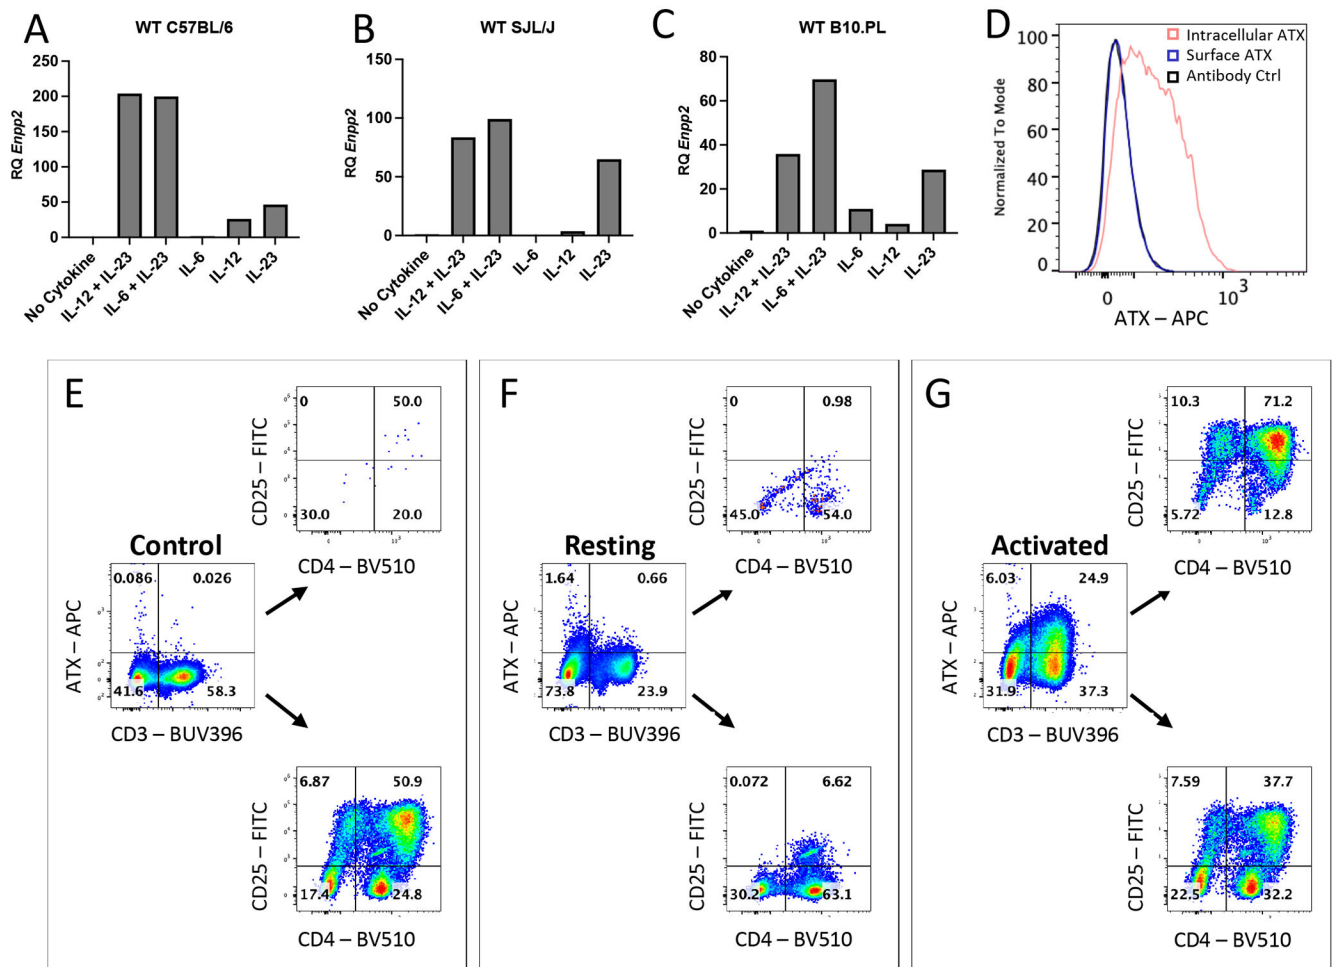 A
WT C57BL/6
RQ Enpp2
250
200
150
100
50
0
No Cytokine
IL-12 + IL-23
IL-6 + IL-23
IL-6
IL-12
IL-23
B
WT SJL/J
RQ Enpp2
150
100
50
0
No Cytokine
IL-12 + IL-23
IL-6 + IL-23
IL-6
IL-12
IL-23
C
WT B10.PL
RQ Enpp2
80
60
40
20
0
No Cytokine
IL-12 + IL-23
IL-6 + IL-23
IL-6
IL-12
IL-23
D
Normalized To Mode
100
80
60
40
20
0
Intracellular ATX
Surface ATX
Antibody Ctrl
0 10³
ATX – APC
E
0 50.0
30.0 20.0
CD25 – FITC
CD4 – BV510
Control
0.086 0.026
41.6 58.3
ATX – APC
CD3 – BUV396
6.87 50.9
17.4 24.8
CD25 – FITC
CD4 – BV510
F
0 0.98
45.0 54.0
CD25 – FITC
CD4 – BV510
Resting
1.64 0.66
73.8 23.9
ATX – APC
CD3 – BUV396
0.072 6.62
30.2 63.1
CD25 – FITC
CD4 – BV510
G
10.3 71.2
5.72 12.8
CD25 – FITC
CD4 – BV510
Activated
6.03 24.9
31.9 37.3
ATX – APC
CD3 – BUV396
7.59 37.7
22.5 32.2
CD25 – FITC
CD4 – BV510